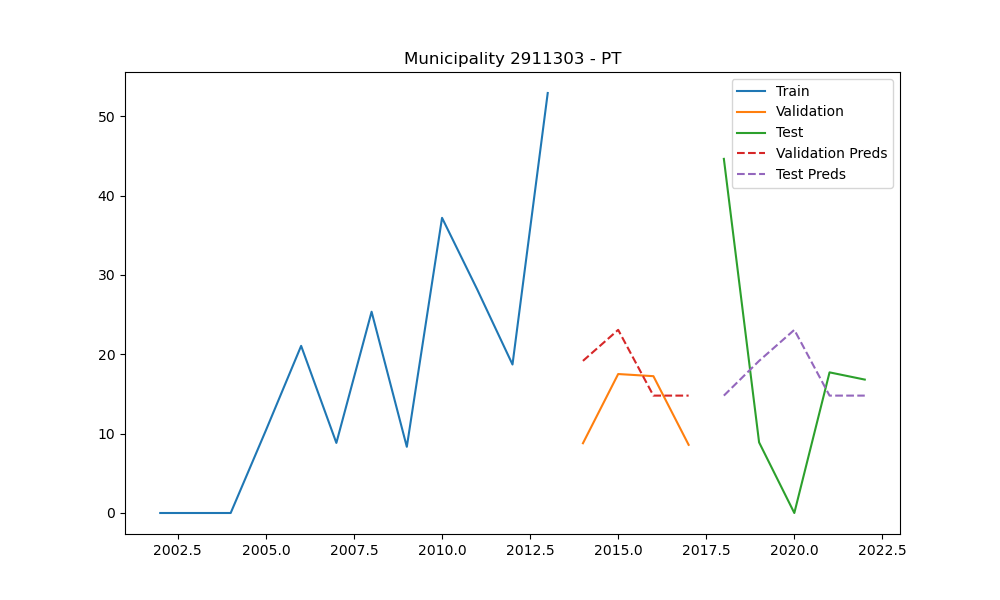 Municipality 2911303 - PT
Train
Validation
Test
Validation Preds
Test Preds
50
40
30
20
10
0
2002.5 2005.0 2007.5 2010.0 2012.5 2015.0 2017.5 2020.0 2022.5